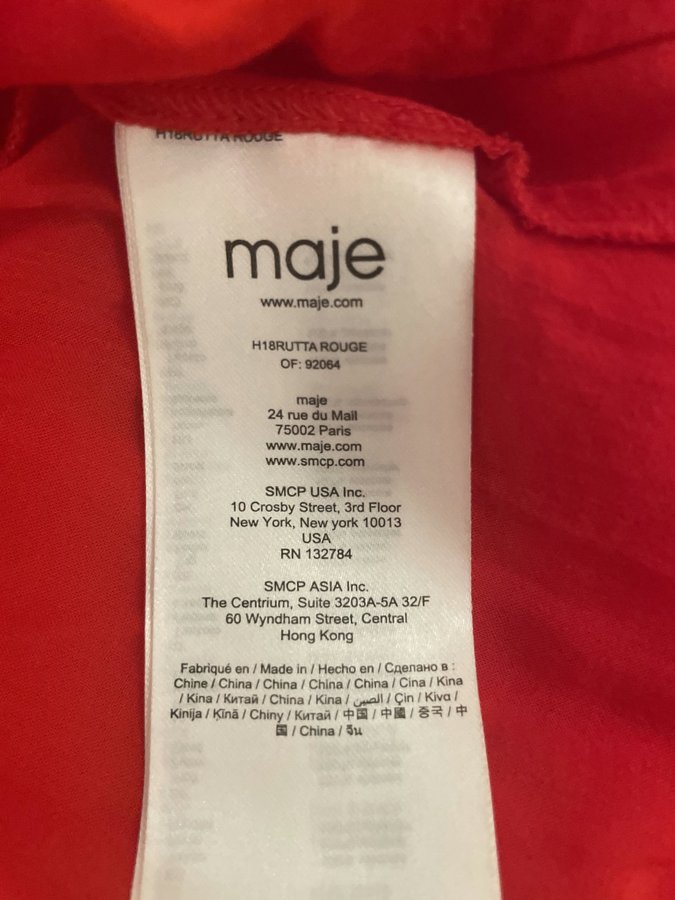 H18RUTTA ROUGE
maje
www.maje.com
H18RUTTA ROUGE
OF: 92064
maje
24 rue du Mail
75002 Paris
www.maje.com
www.smcp.com
SMCP USA Inc.
10 Crosby Street, 3rd Floor
New York, New york 10013
USA
RN 132784
SMCP ASIA Inc.
The Centrium, Suite 3203A-5A 32/F
60 Wyndham Street, Central
Hong Kong
Fabriqué en / Made in / Hecho en / Сделано в :
Chine / China / China / China / China / Cina / Kina
/ Kina / Китай / China / Kina / الصين / Çin / Κίνα /
Kinija / Ķīnā / Chiny / Китай / 中国 / 中國 / 중국 / 中
国 / China / จีน